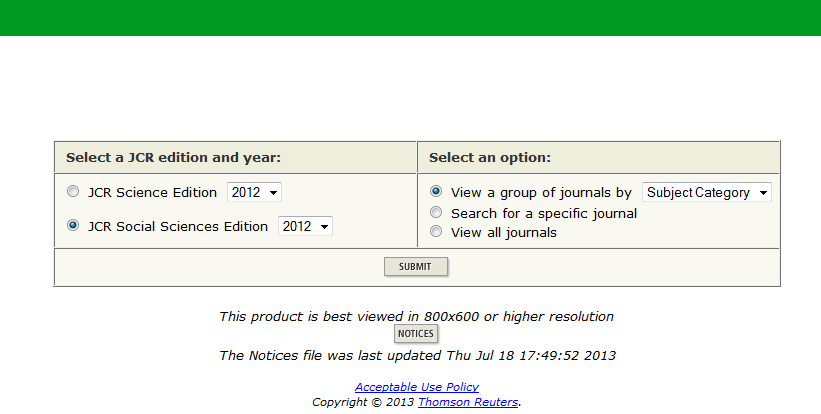 Select a JCR edition and year:
Select an option:
JCR Science Edition 2012
JCR Social Sciences Edition 2012
View a group of journals by Subject Category
Search for a specific journal
View all journals
SUBMIT
This product is best viewed in 800x600 or higher resolution
NOTICES
The Notices file was last updated Thu Jul 18 17:49:52 2013
Acceptable Use Policy
Copyright © 2013 Thomson Reuters.